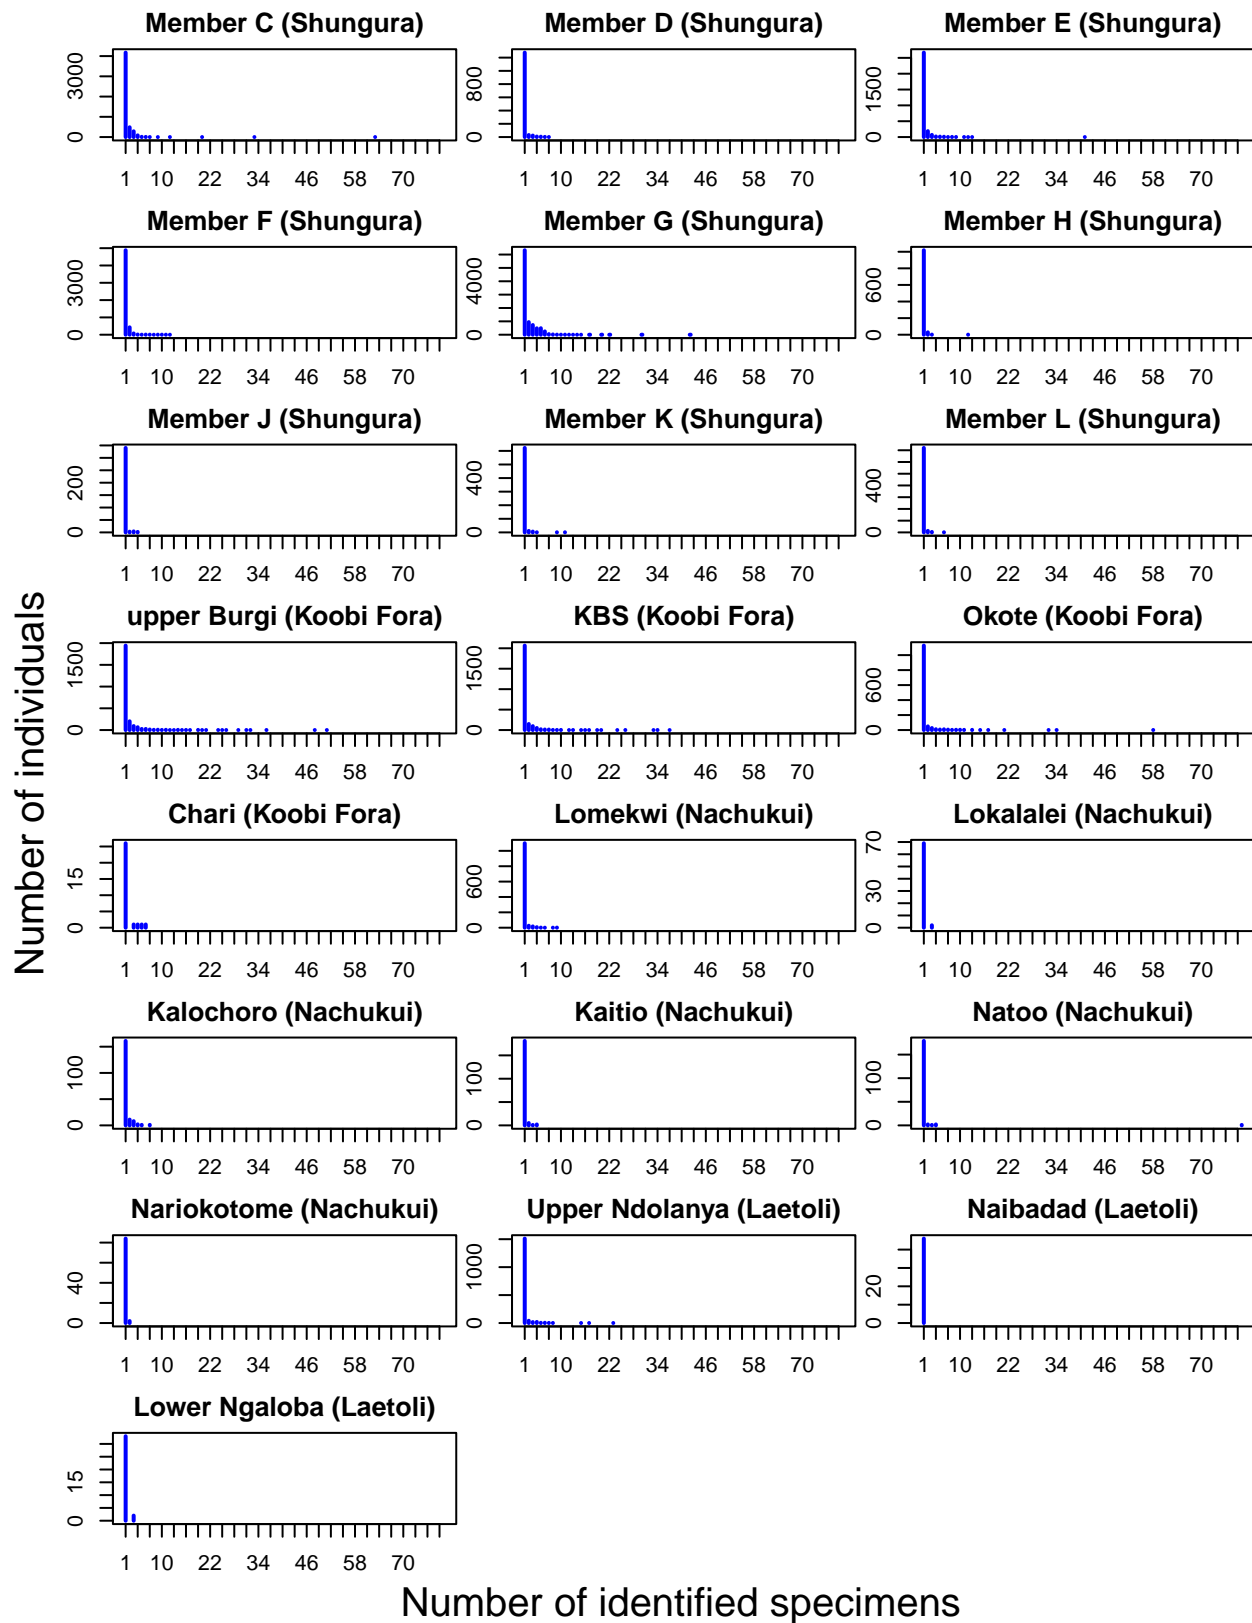 Member C (Shungura)
3000
0
1 10 22 34 46 58 70
Member D (Shungura)
800
0
1 10 22 34 46 58 70
Member E (Shungura)
1500
0
1 10 22 34 46 58 70
Member F (Shungura)
3000
0
1 10 22 34 46 58 70
Member G (Shungura)
4000
0
1 10 22 34 46 58 70
Member H (Shungura)
600
0
1 10 22 34 46 58 70
Member J (Shungura)
200
0
1 10 22 34 46 58 70
Member K (Shungura)
400
0
1 10 22 34 46 58 70
Member L (Shungura)
400
0
1 10 22 34 46 58 70
Number of individuals
upper Burgi (Koobi Fora)
1500
0
1 10 22 34 46 58 70
KBS (Koobi Fora)
1500
0
1 10 22 34 46 58 70
Okote (Koobi Fora)
600
0
1 10 22 34 46 58 70
Chari (Koobi Fora)
15
0
1 10 22 34 46 58 70
Lomekwi (Nachukui)
600
0
1 10 22 34 46 58 70
Lokalalei (Nachukui)
70
30
0
1 10 22 34 46 58 70
Kalochoro (Nachukui)
100
0
1 10 22 34 46 58 70
Kaitio (Nachukui)
100
0
1 10 22 34 46 58 70
Natoo (Nachukui)
100
0
1 10 22 34 46 58 70
Nariokotome (Nachukui)
40
0
1 10 22 34 46 58 70
Upper Ndolanya (Laetoli)
1000
0
1 10 22 34 46 58 70
Naibadad (Laetoli)
20
0
1 10 22 34 46 58 70
Lower Ngaloba (Laetoli)
15
0
1 10 22 34 46 58 70
Number of identified specimens